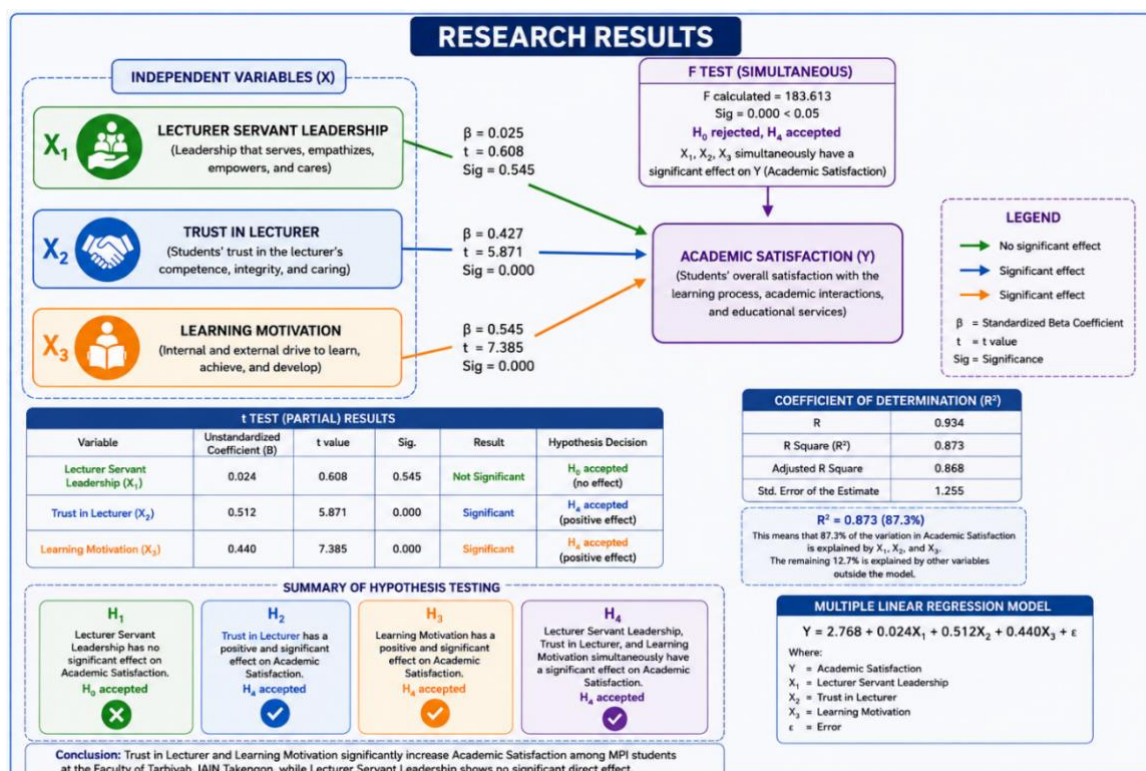 RESEARCH RESULTS
INDEPENDENT VARIABLES (X)
X₁
LECTURER SERVANT LEADERSHIP
(Leadership that serves, empathizes,
empowers, and cares)
X₂
TRUST IN LECTURER
(Students' trust in the lecturer's
competence, integrity, and caring)
X₃
LEARNING MOTIVATION
(Internal and external drive to learn,
achieve, and develop)
β = 0.025
t = 0.608
Sig = 0.545
β = 0.427
t = 5.871
Sig = 0.000
β = 0.545
t = 7.385
Sig = 0.000
F TEST (SIMULTANEOUS)
F calculated = 183.613
Sig = 0.000 < 0.05
H₀ rejected, H₄ accepted
X₁, X₂, X₃ simultaneously have a
significant effect on Y (Academic Satisfaction)
ACADEMIC SATISFACTION (Y)
(Students' overall satisfaction with the
learning process, academic interactions,
and educational services)
LEGEND
No significant effect
Significant effect
Significant effect
β = Standardized Beta Coefficient
t = t value
Sig = Significance
t TEST (PARTIAL) RESULTS
Variable Unstandardized Coefficient (B) t value Sig. Result Hypothesis Decision
Lecturer Servant Leadership (X₁) 0.024 0.608 0.545 Not Significant H₀ accepted (no effect)
Trust in Lecturer (X₂) 0.512 5.871 0.000 Significant H₄ accepted (positive effect)
Learning Motivation (X₃) 0.440 7.385 0.000 Significant accepted (positive effect)
COEFFICIENT OF DETERMINATION (R²)
R 0.934
R Square (R²) 0.873
Adjusted R Square 0.868
Std. Error of the Estimate 1.255
R² = 0.873 (87.3%)
This means that 87.3% of the variation in Academic Satisfaction
is explained by X₁, X₂, and X₃.
The remaining 12.7% is explained by other variables
outside the model.
SUMMARY OF HYPOTHESIS TESTING
H₁
Lecturer Servant
Leadership has no
significant effect on
Academic Satisfaction.
H₀ accepted
H₂
Trust in Lecturer has a
positive and significant
effect on Academic
Satisfaction.
H₄ accepted
H₃
Learning Motivation has a
positive and significant
effect on Academic
Satisfaction.
H₄ accepted
H₄
Lecturer Servant Leadership,
Trust in Lecturer, and Learning
Motivation simultaneously have
a significant effect on Academic
Satisfaction.
H₄ accepted
MULTIPLE LINEAR REGRESSION MODEL
Y = 2.768 + 0.024X₁ + 0.512X₂ + 0.440X₃ + ε
Where:
Y = Academic Satisfaction
X₁ = Lecturer Servant Leadership
X₂ = Trust in Lecturer
X₃ = Learning Motivation
ε = Error
Conclusion: Trust in Lecturer and Learning Motivation significantly increase Academic Satisfaction among MPI students
at the Faculty of Tarbiyah, IAIN Takengon, while Lecturer Servant Leadership shows no significant direct effect.